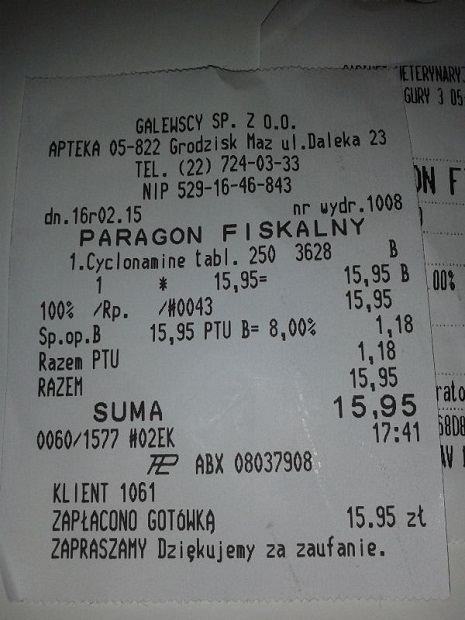 GALEWSCY SP. Z O.O.
APTEKA 05-822 Grodzisk Maz ul.Daleka 23
TEL. (22) 724-03-33
NIP 529-16-46-843
dn.16r02.15 nr wydr.1008
PARAGON FISKALNY
1.Cyclonamine tabl. 250 3628 B
1 * 15,95= 15,95 B
100% /Rp. /#0043 15,95
Sp.op.B 15,95 PTU B= 8,00% 1,18
Razem PTU 1,18
RAZEM 15,95
SUMA 15,95
0060/1577 #02EK 17:41
ABX 08037908
KLIENT 1061
ZAPŁACONO GOTÓWKĄ 15.95 zł
ZAPRASZAMY Dziękujemy za zaufanie.
GURY 3 05
00%